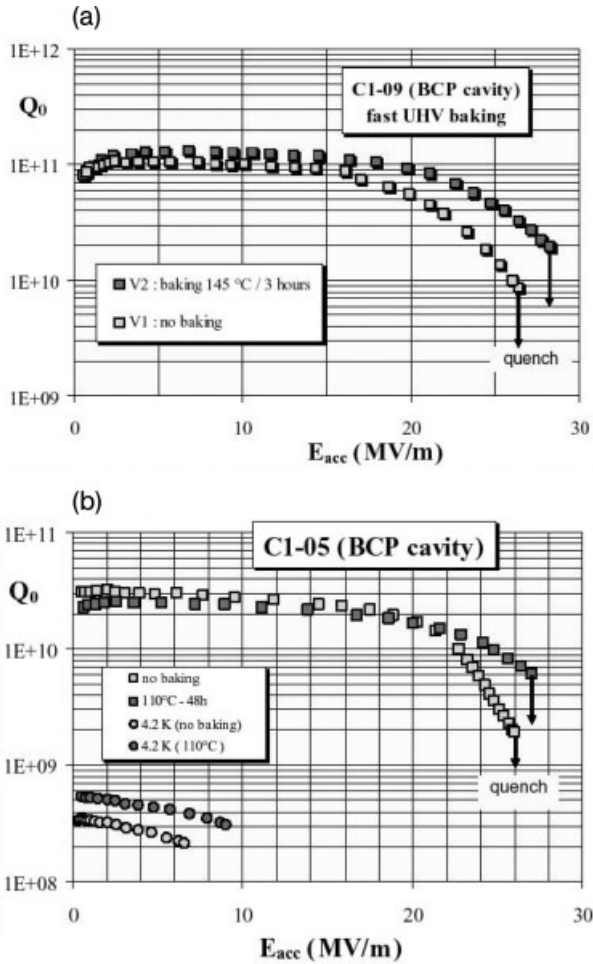 (a)
1E+12
Q₀
C1-09 (BCP cavity)
fast UHV baking
1E+11
V2 : baking 145 °C / 3 hours
1E+10
V1 : no baking
quench
1E+09
0 10 20 30
Eacc (MV/m)
(b)
1E+11
C1-05 (BCP cavity)
Q₀
1E+10
no baking
110°C - 48h
4.2 K (no baking)
4.2 K ( 110°C )
1E+09
quench
1E+08
0 10 20 30
Eacc (MV/m)